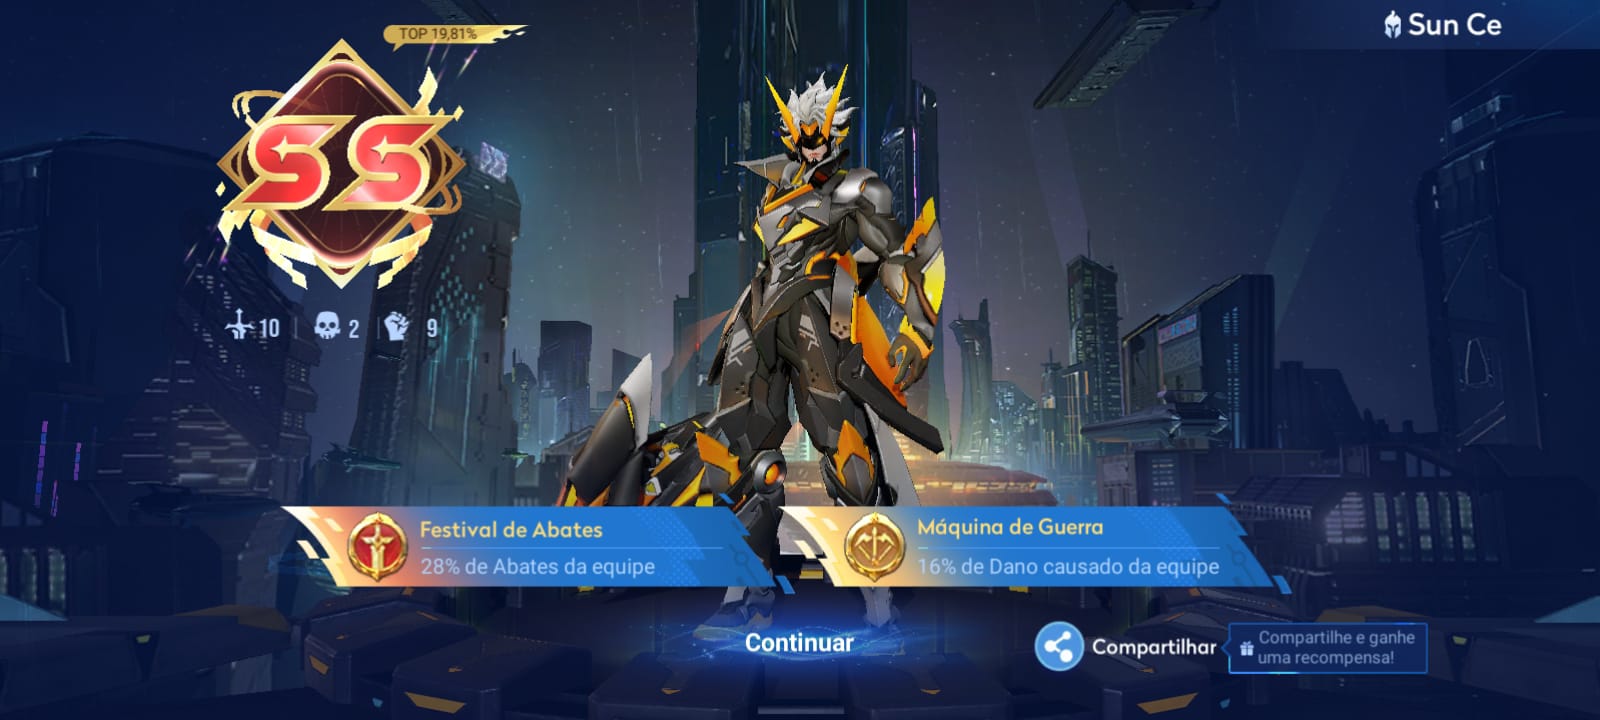 TOP 19,81%
Sun Ce
SS
10 2 9
Festival de Abates
28% de Abates da equipe
Máquina de Guerra
16% de Dano causado da equipe
Continuar
Compartilhar
Compartilhe e ganhe
uma recompensa!